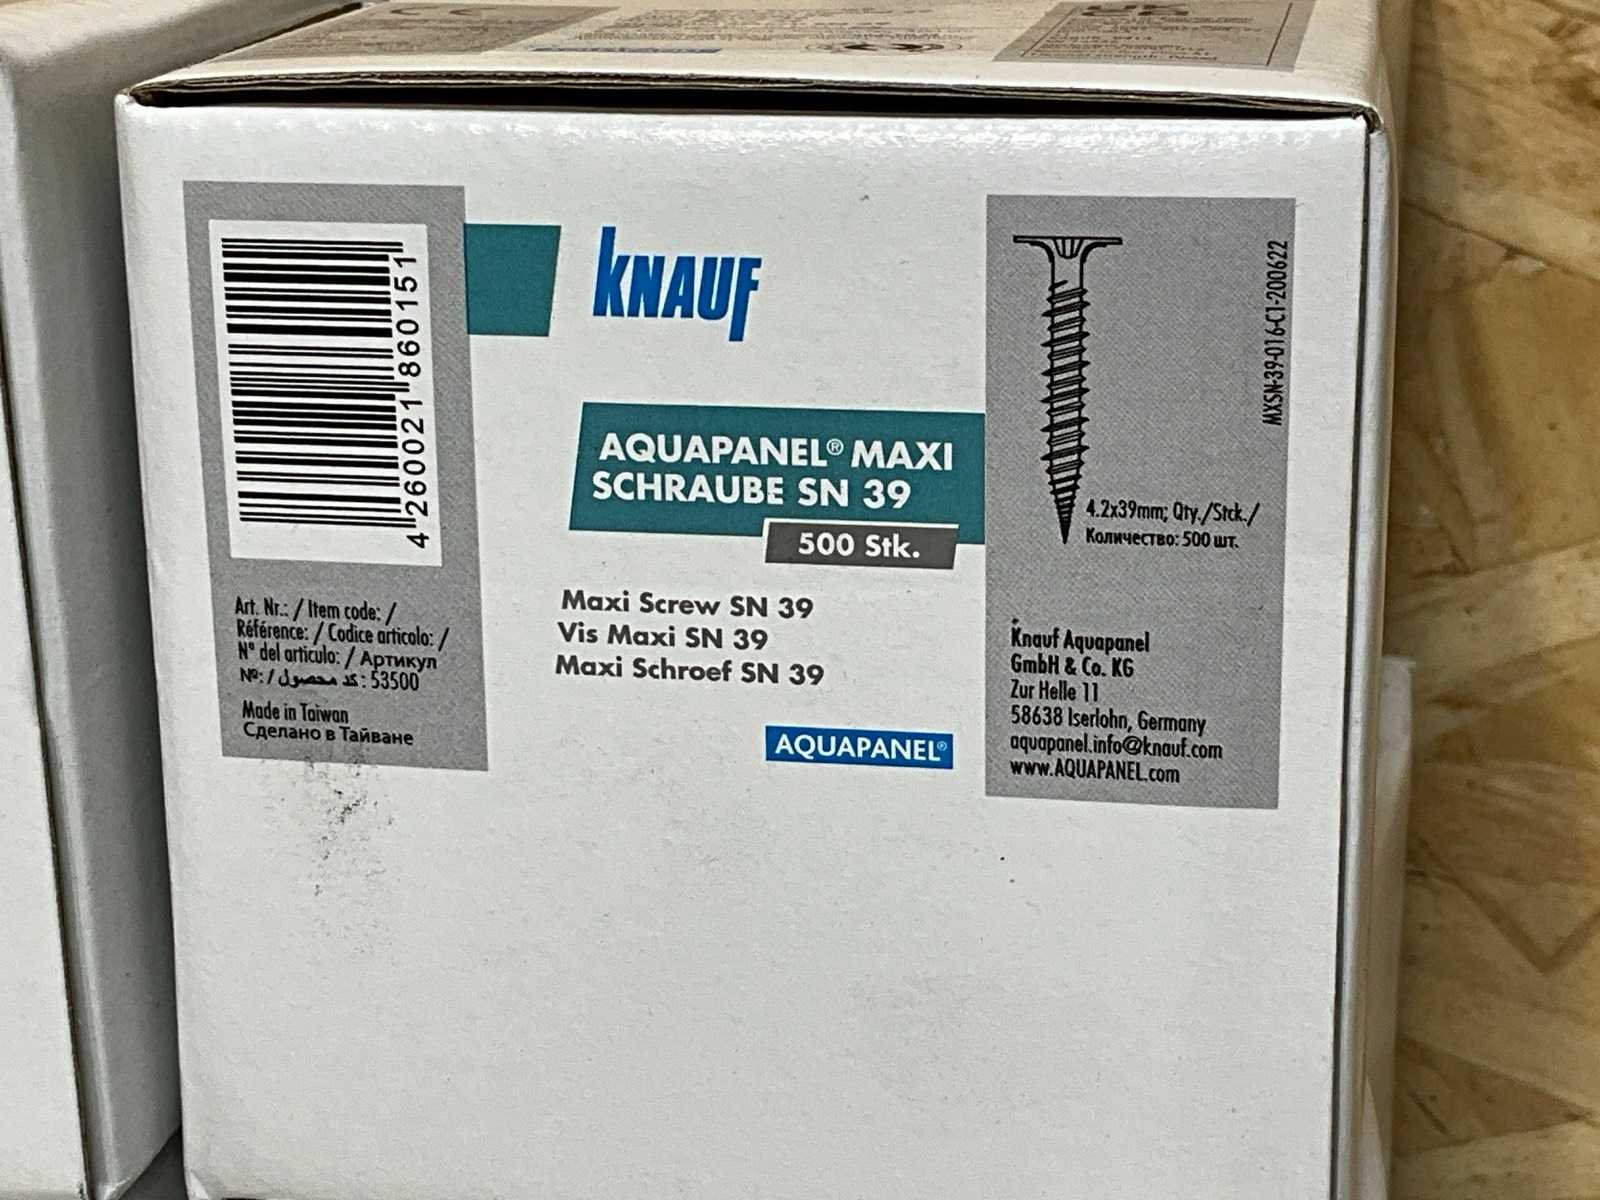 4 260021 860151
Art. Nr.: / Item code: /
Référence: / Codice articolo: /
N° del articulo: / Артикул
№: / کد محصول : 53500
Made in Taiwan
Сделано в Тайване
KNAUF
AQUAPANEL® MAXI
SCHRAUBE SN 39
500 Stk.
Maxi Screw SN 39
Vis Maxi SN 39
Maxi Schroef SN 39
AQUAPANEL®
MXSN-39-016-C1-200622
4.2x39mm; Qty./Stck./
Количество: 500 шт.
Knauf Aquapanel
GmbH & Co. KG
Zur Helle 11
58638 Iserlohn, Germany
aquapanel.info@knauf.com
www.AQUAPANEL.com